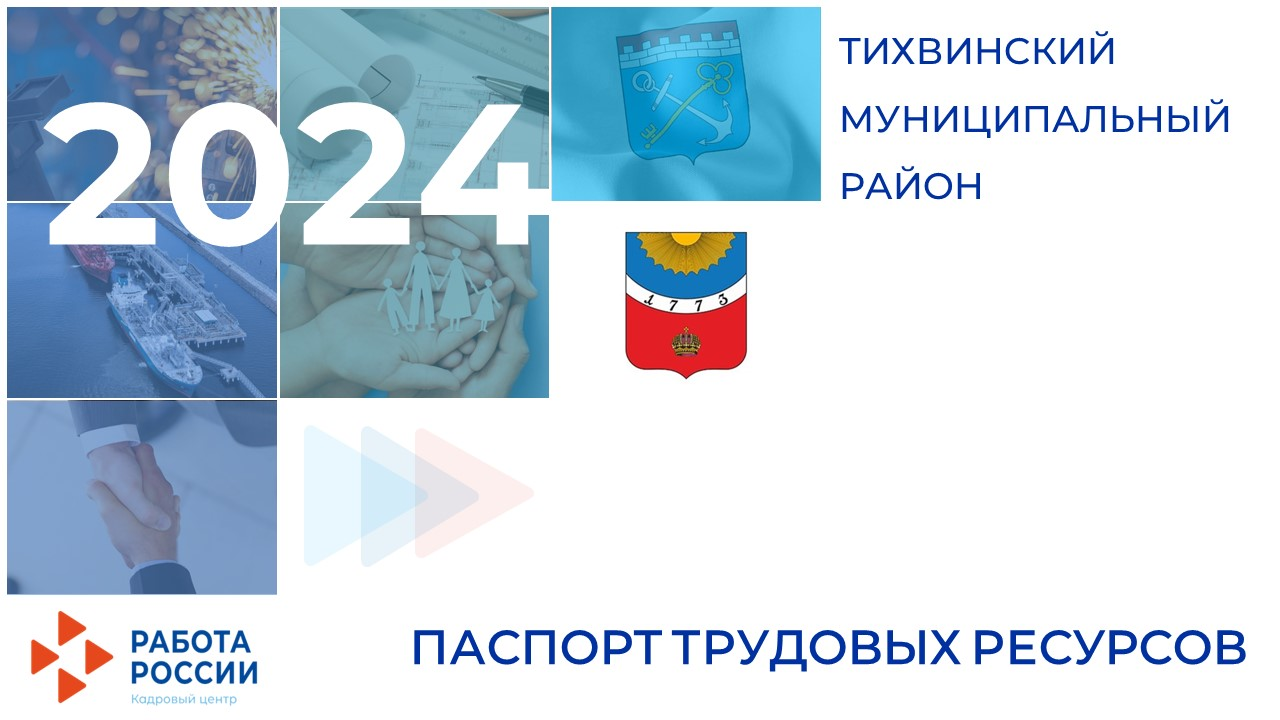 2024
ТИХВИНСКИЙ
МУНИЦИПАЛЬНЫЙ
РАЙОН
1773
ПАСПОРТ ТРУДОВЫХ РЕСУРСОВ
РАБОТА
РОССИИ
Кадровый центр